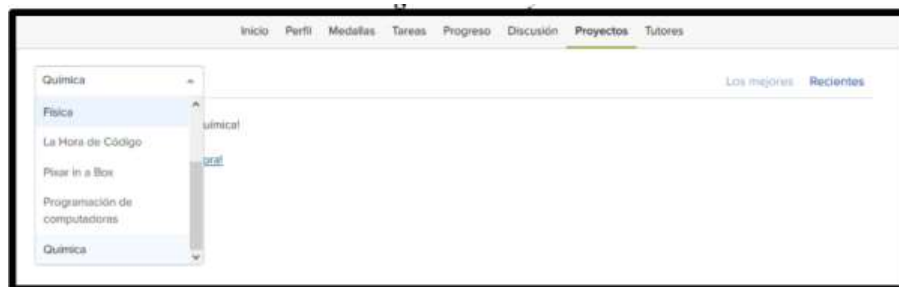 Inicio Perfil Medallas Tareas Progreso Discusión Proyectos Tutores
Química
Los mejores Recientes
Física
uímica!
La Hora de Código
ora!
Pixar in a Box
Programación de
computadoras
Química